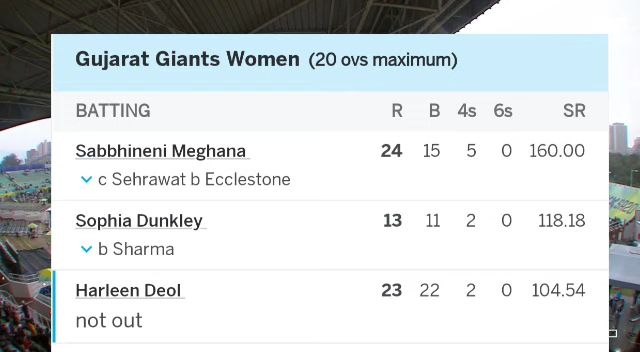 Gujarat Giants Women (20 ovs maximum)
BATTING R B 4s 6s SR
Sabbhineni Meghana 24 15 5 0 160.00
c Sehrawat b Ecclestone
Sophia Dunkley 13 11 2 0 118.18
b Sharma
Harleen Deol 23 22 2 0 104.54
not out